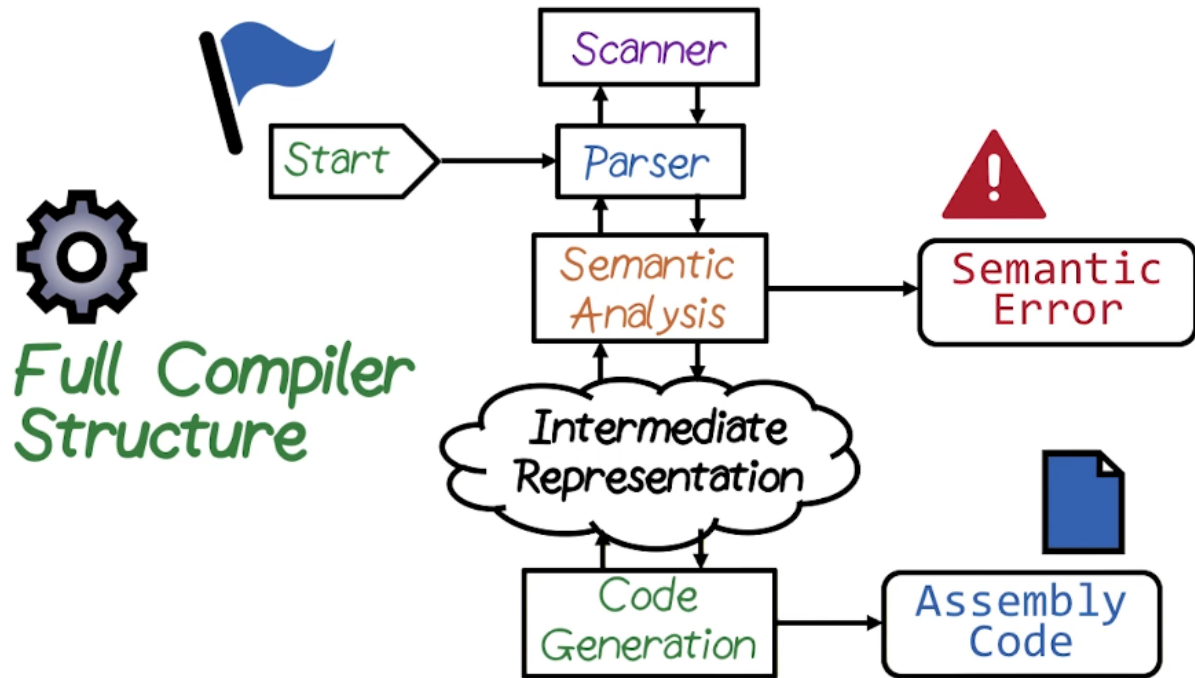 Scanner
Start
Parser
Semantic
Analysis
Semantic
Error
Full Compiler
Structure
Intermediate
Representation
Code
Generation
Assembly
Code